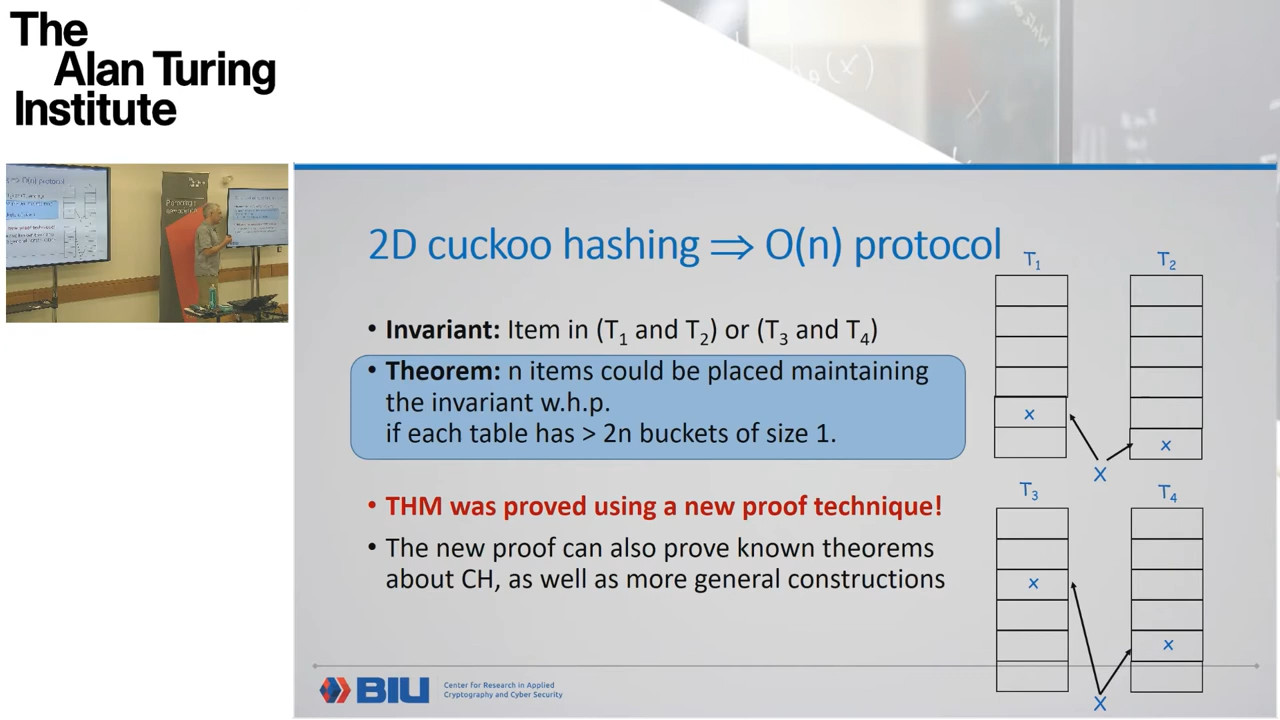 The
Alan Turing
Institute
2D cuckoo hashing ⇒ O(n) protocol
• Invariant: Item in (T₁ and T₂) or (T₃ and T₄)
• Theorem: n items could be placed maintaining
the invariant w.h.p.
if each table has > 2n buckets of size 1.
• THM was proved using a new proof technique!
• The new proof can also prove known theorems
about CH, as well as more general constructions
T₁
T₂
x
x
X
T₃
T₄
x
x
X
BIU
Center for Research in Applied
Cryptography and Cyber Security